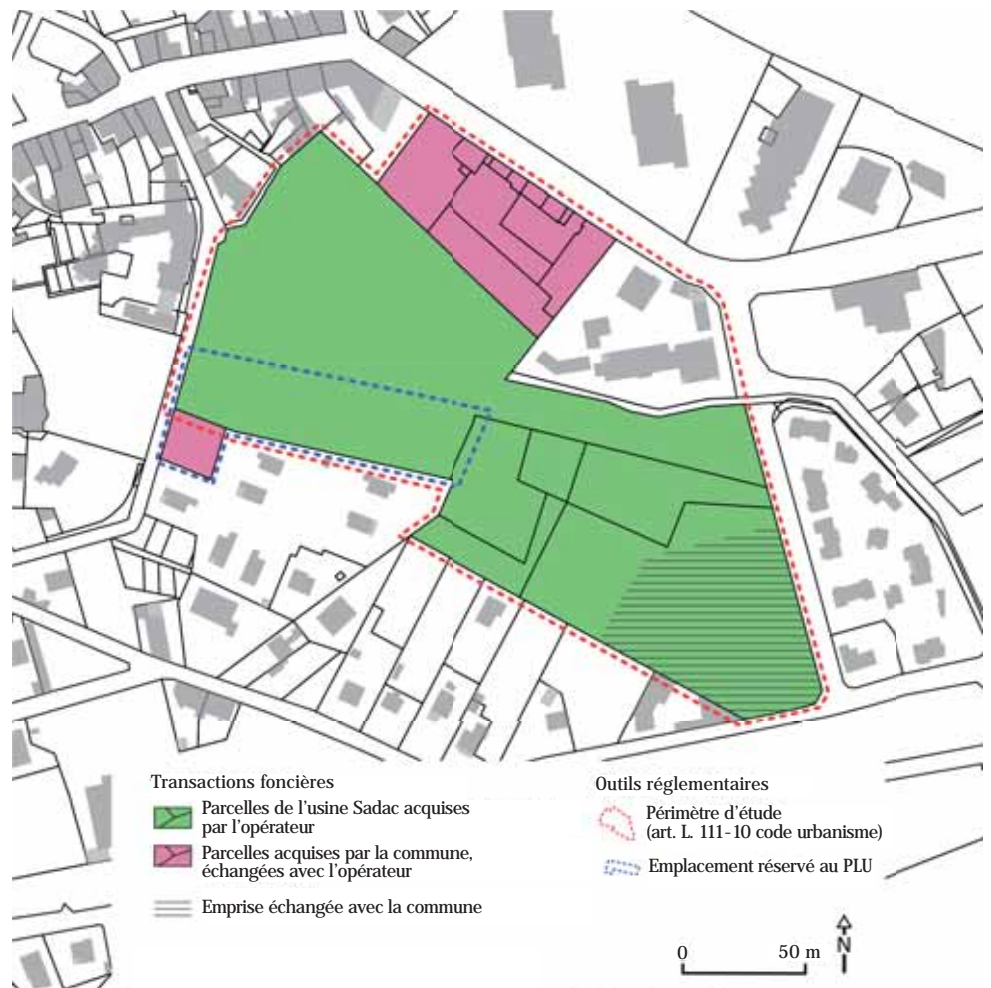 Transactions foncières
Parcelles de l'usine Sadac acquises
par l'opérateur
Parcelles acquises par la commune,
échangées avec l'opérateur
Emprise échangée avec la commune
Outils réglementaires
Périmètre d'étude
(art. L. 111-10 code urbanisme)
Emplacement réservé au PLU
0 50 m
N